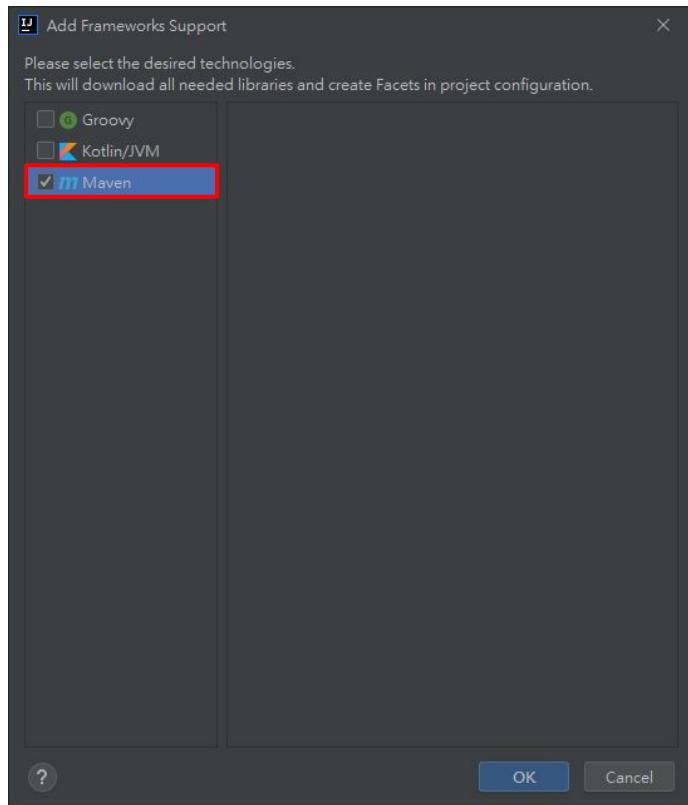 Add Frameworks Support
Please select the desired technologies.
This will download all needed libraries and create Facets in project configuration.
Groovy
Kotlin/JVM
Maven
?
OK
Cancel